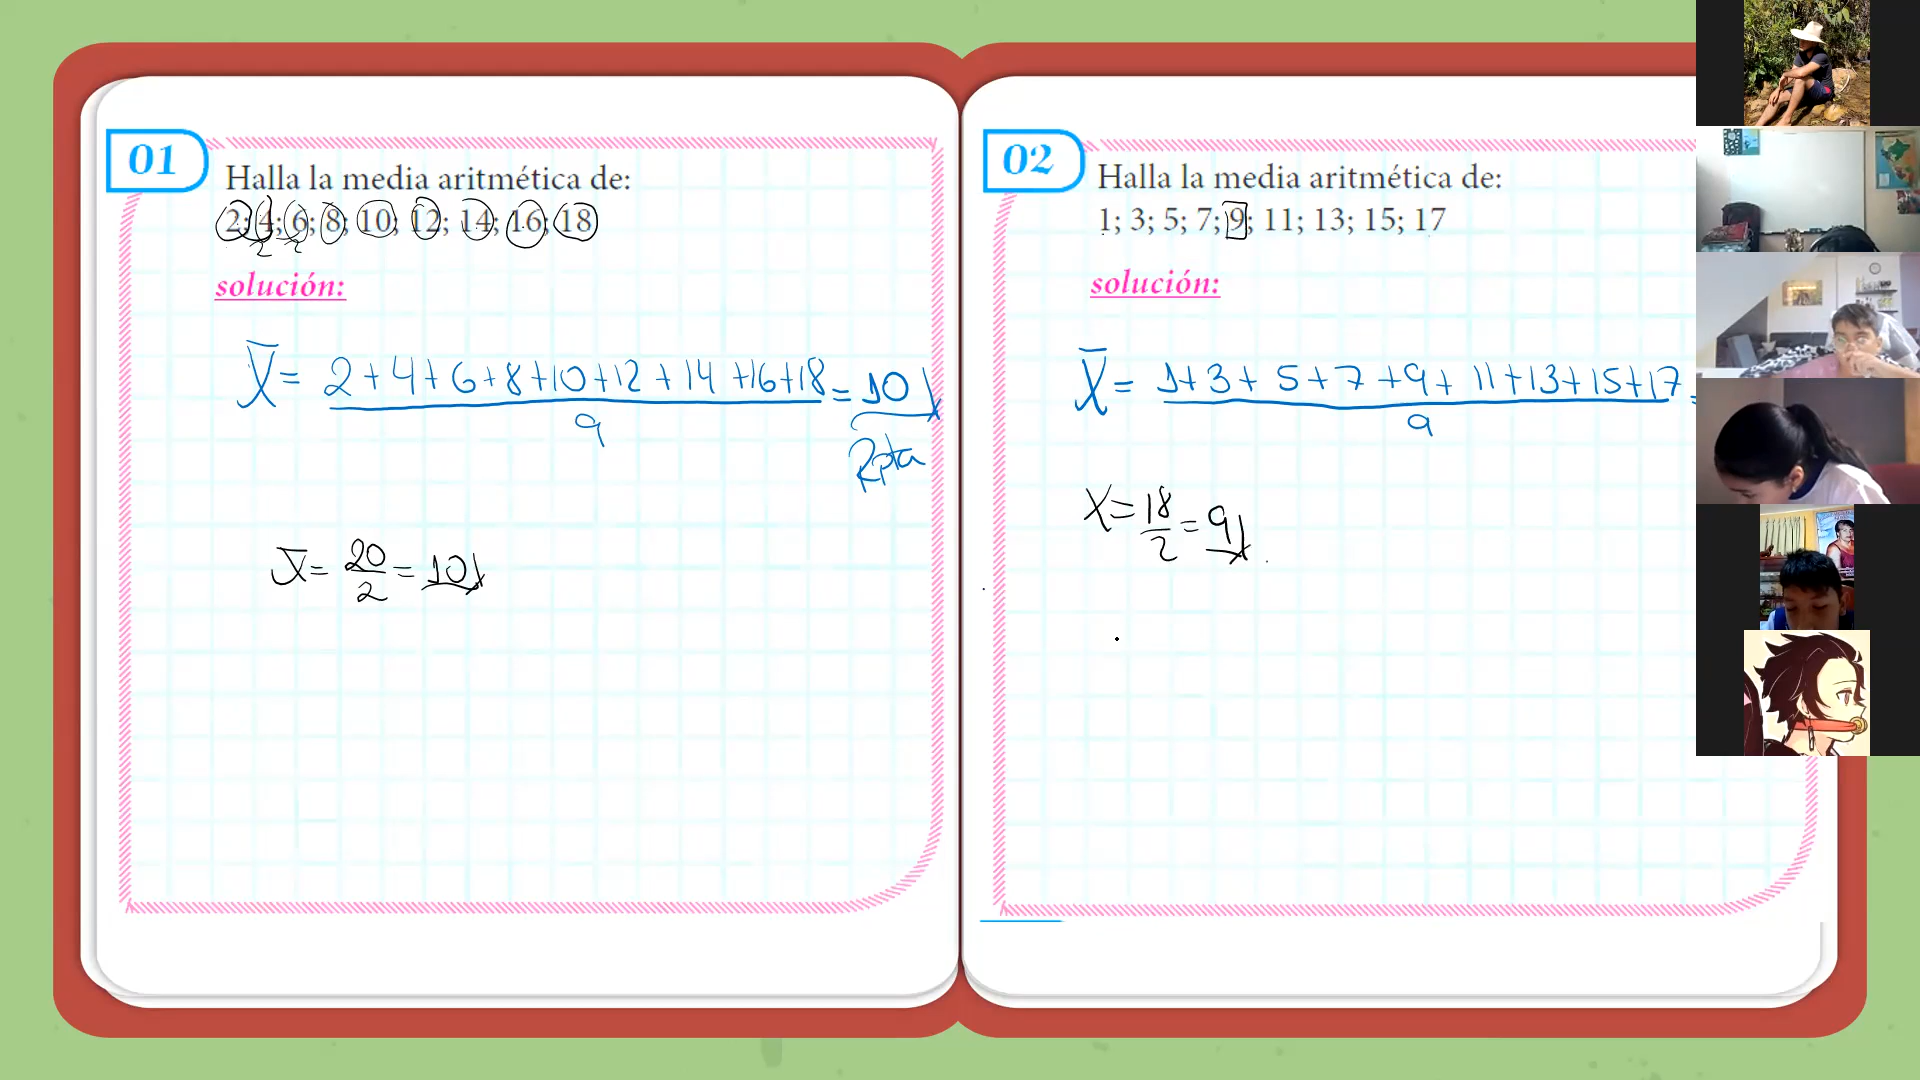 01
Halla la media aritmética de:
2; 4; 6; 8; 10; 12; 14; 16; 18
2 2
solución:
X̅ = 2 + 4 + 6 + 8 + 10 + 12 + 14 + 16 + 18 = 10
9
Rpta
X̅ = 20 = 10
2
02
Halla la media aritmética de:
1; 3; 5; 7; 9; 11; 13; 15; 17
solución:
X̅ = 1 + 3 + 5 + 7 + 9 + 11 + 13 + 15 + 17 =
9
X = 18 = 9
2